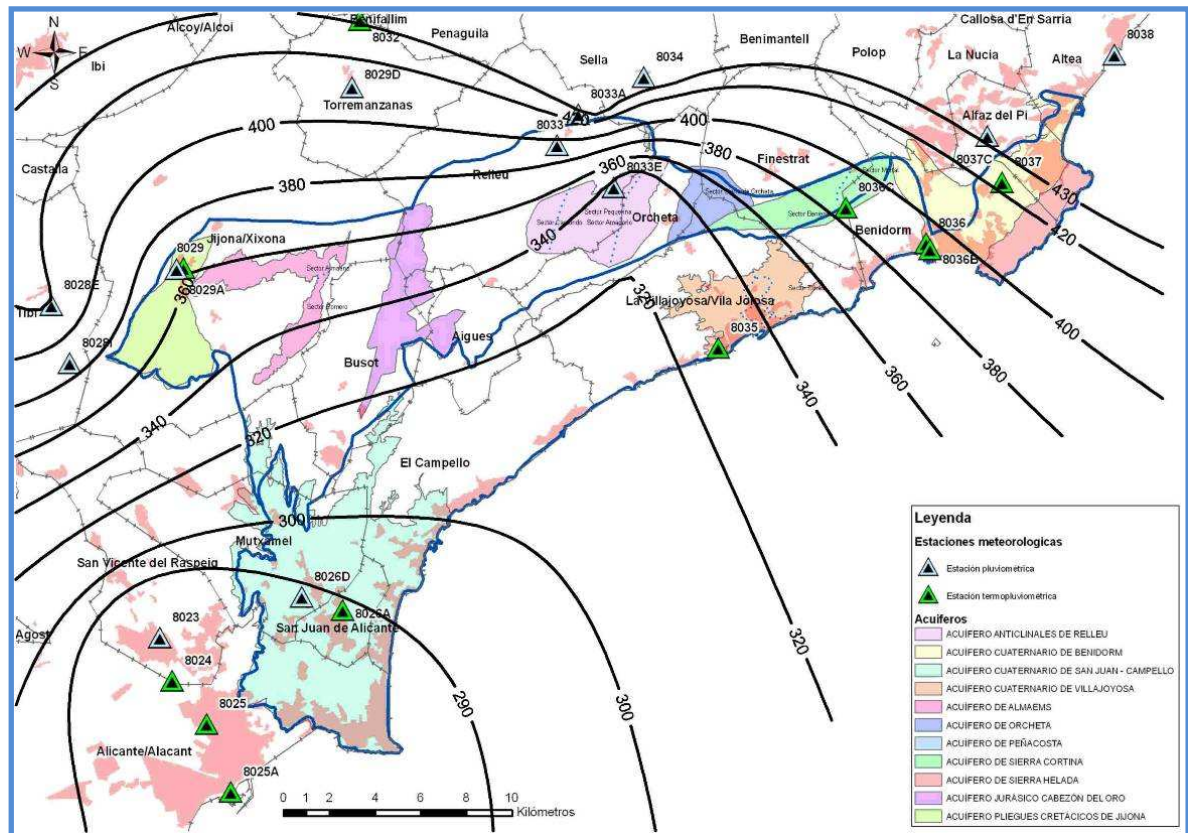 Benifallim
Callosa d'En Sarria
N
Alcoy/Alcoi
8032
Penaguila
Benimantell
8038
W
E
Polop
La Nucia
S
Ibi
Sella
8034
Altea
8029D
8033A
Torremanzanas
420
400
8033
400
Alfaz del Pi
380
8037C
8037
Castalla
360
Finestrat
380
Relleu
8033E
8036C
430
Orcheta
340
420
8029
Jijona/Xixona
Benidorm
8036
8036B
8029A
360
8028E
Tibi
320
La Villajoyosa/Vila Joiosa
8028I
8035
400
Aigues
Busot
340
360
380
340
320
El Campello
300
Mutxamel
San Vicente del Raspeig
8026D
8026A
8023
San Juan de Alicante
Agost
320
8024
8025
290
300
Alicante/Alacant
8025A
0 1 2 4 6 8 10
Kilómetros
Leyenda
Estaciones meteorologicas
Estación pluviométrica
Estación termopluviométrica
Acuíferos
ACUÍFERO ANTICLINALES DE RELLEU
ACUÍFERO CUATERNARIO DE BENIDORM
ACUÍFERO CUATERNARIO DE SAN JUAN - CAMPELLO
ACUÍFERO CUATERNARIO DE VILLAJOYOSA
ACUÍFERO DE ALMAEMS
ACUÍFERO DE ORCHETA
ACUÍFERO DE PEÑACOSTA
ACUÍFERO DE SIERRA CORTINA
ACUÍFERO DE SIERRA HELADA
ACUÍFERO JURÁSICO CABEZÓN DEL ORO
ACUÍFERO PLIEGUES CRETÁCICOS DE JIJONA